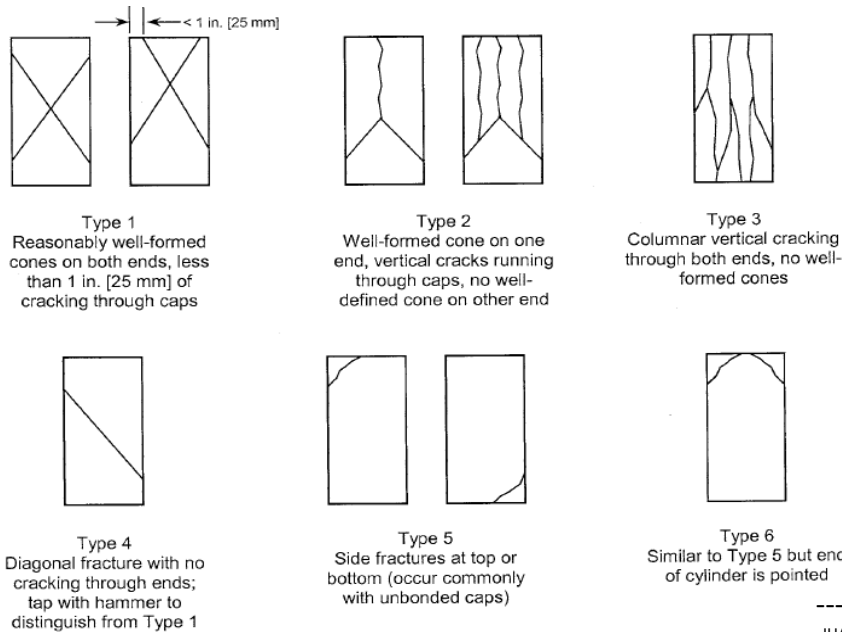 < 1 in. [25 mm]
Type 1
Reasonably well-formed
cones on both ends, less
than 1 in. [25 mm] of
cracking through caps
Type 2
Well-formed cone on one
end, vertical cracks running
through caps, no well-
defined cone on other end
Type 3
Columnar vertical cracking
through both ends, no well-
formed cones
Type 4
Diagonal fracture with no
cracking through ends;
tap with hammer to
distinguish from Type 1
Type 5
Side fractures at top or
bottom (occur commonly
with unbonded caps)
Type 6
Similar to Type 5 but end
of cylinder is pointed